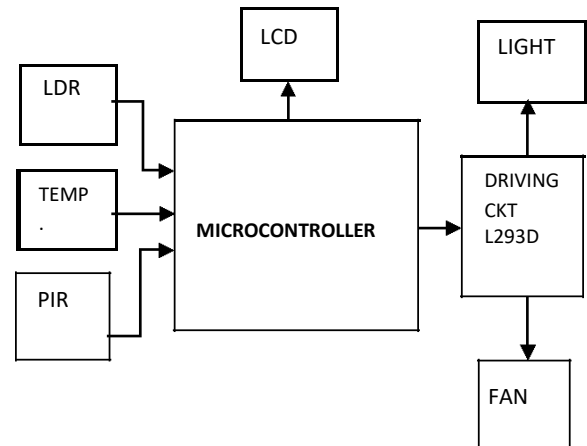 LCD
LIGHT
LDR
TEMP
.
MICROCONTROLLER
DRIVING
CKT
L293D
PIR
FAN